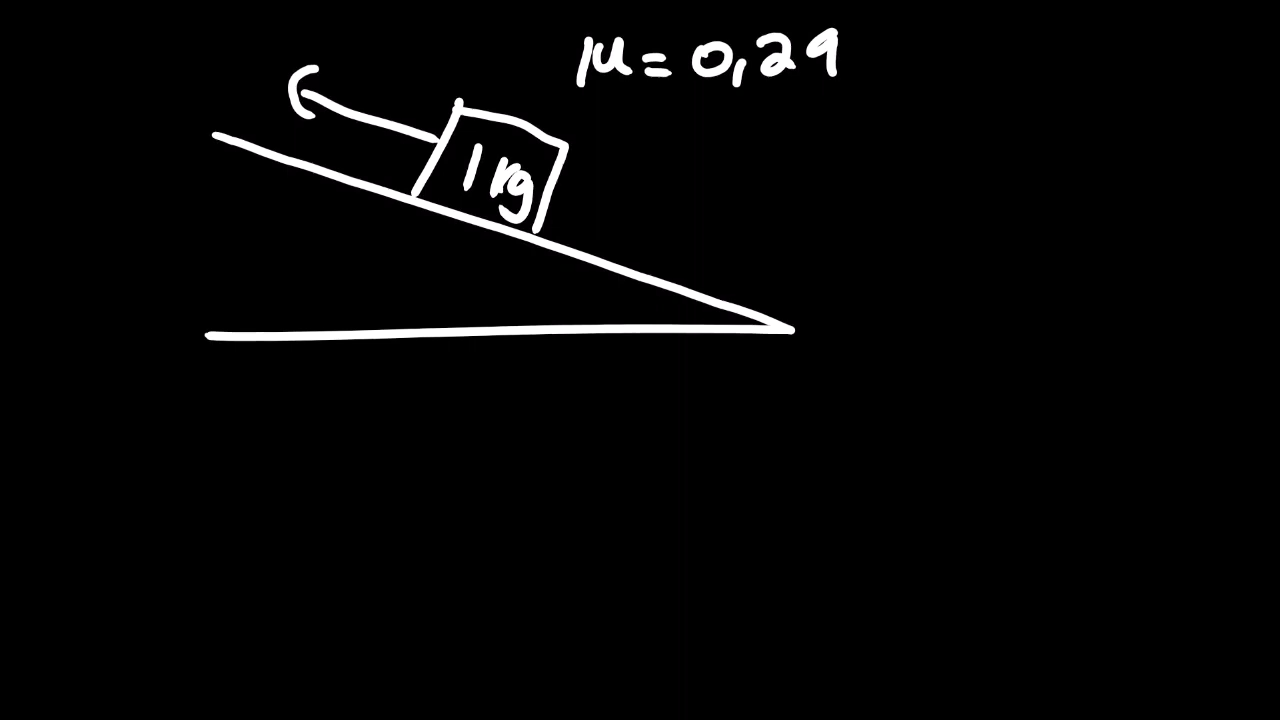 μ = 0,29
1 kg